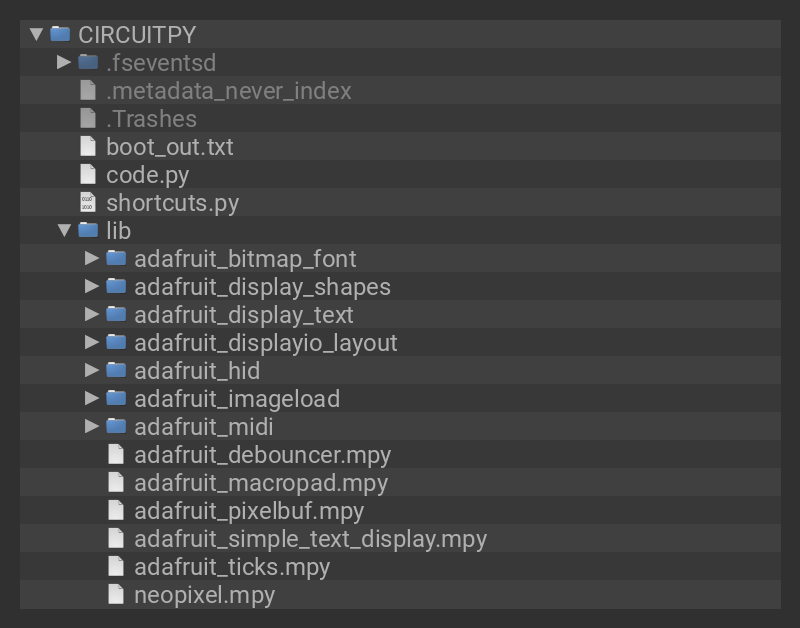 CIRCUITPY
.fseventsd
.metadata_never_index
.Trashes
boot_out.txt
code.py
shortcuts.py
lib
adafruit_bitmap_font
adafruit_display_shapes
adafruit_display_text
adafruit_displayio_layout
adafruit_hid
adafruit_imageload
adafruit_midi
adafruit_debouncer.mpy
adafruit_macropad.mpy
adafruit_pixelbuf.mpy
adafruit_simple_text_display.mpy
adafruit_ticks.mpy
neopixel.mpy